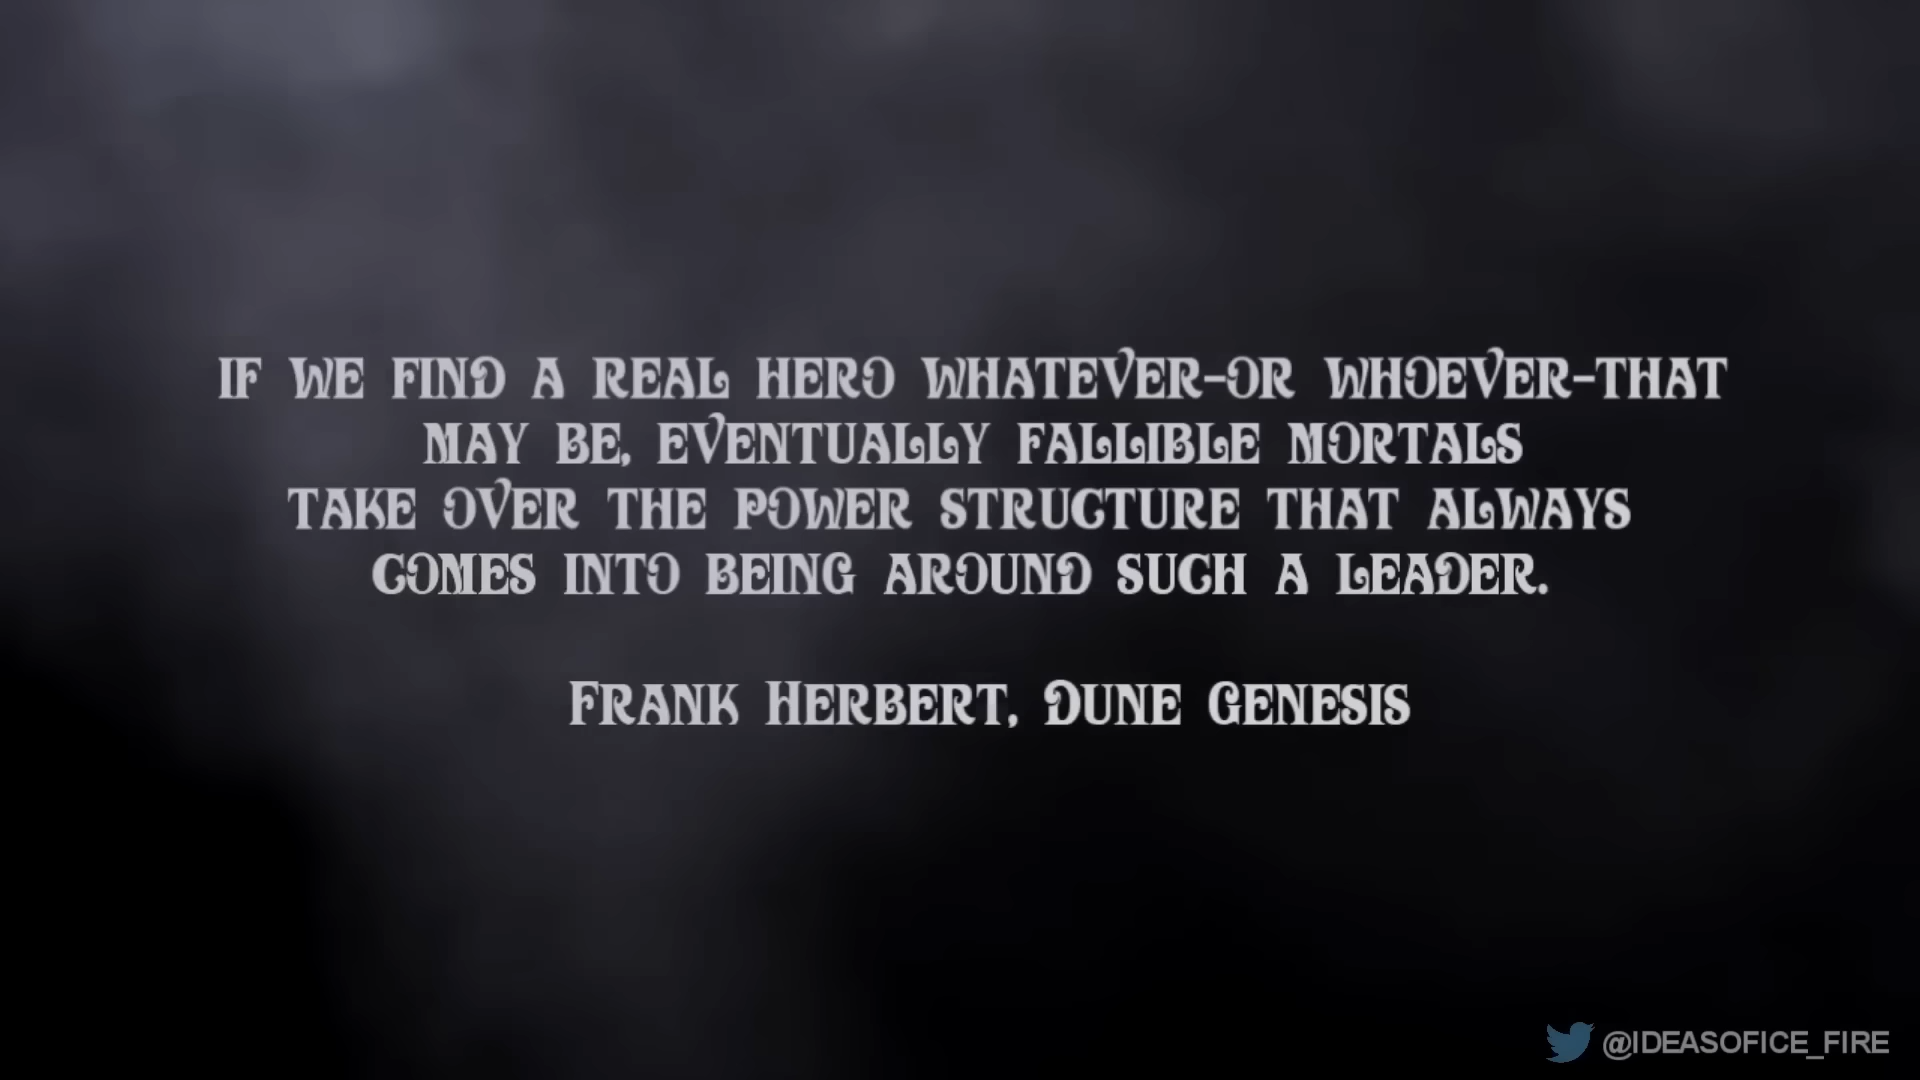 IF WE FIND A REAL HERO WHATEVER-OR WHOEVER-THAT
MAY BE, EVENTUALLY FALLIBLE MORTALS
TAKE OVER THE POWER STRUCTURE THAT ALWAYS
COMES INTO BEING AROUND SUCH A LEADER.
FRANK HERBERT, DUNE GENESIS
@IDEASOFICE_FIRE